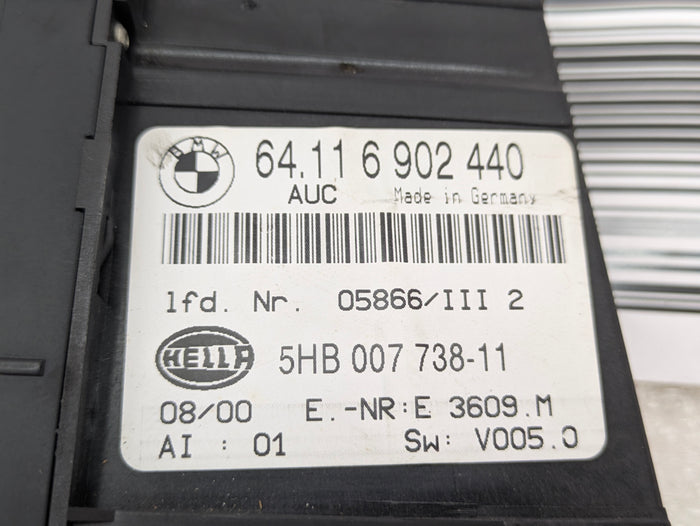 BMW
64.11 6 902 440
AUC Made in Germany
lfd. Nr. 05866/III 2
HELLA 5HB 007 738-11
08/00 E.-NR:E 3609.M
AI : 01 Sw: V005.0